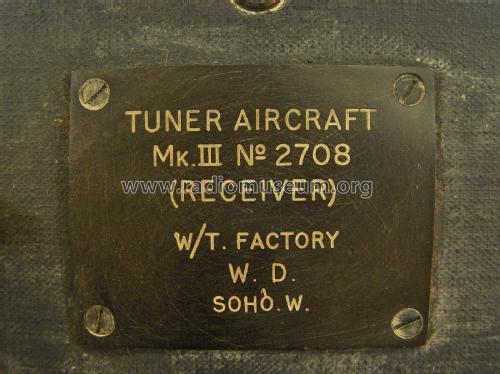 TUNER AIRCRAFT
MK. III Nº 2708
www.radiomuseum.org
(RECEIVER)
W/T. FACTORY
W. D.
SOHO. W.